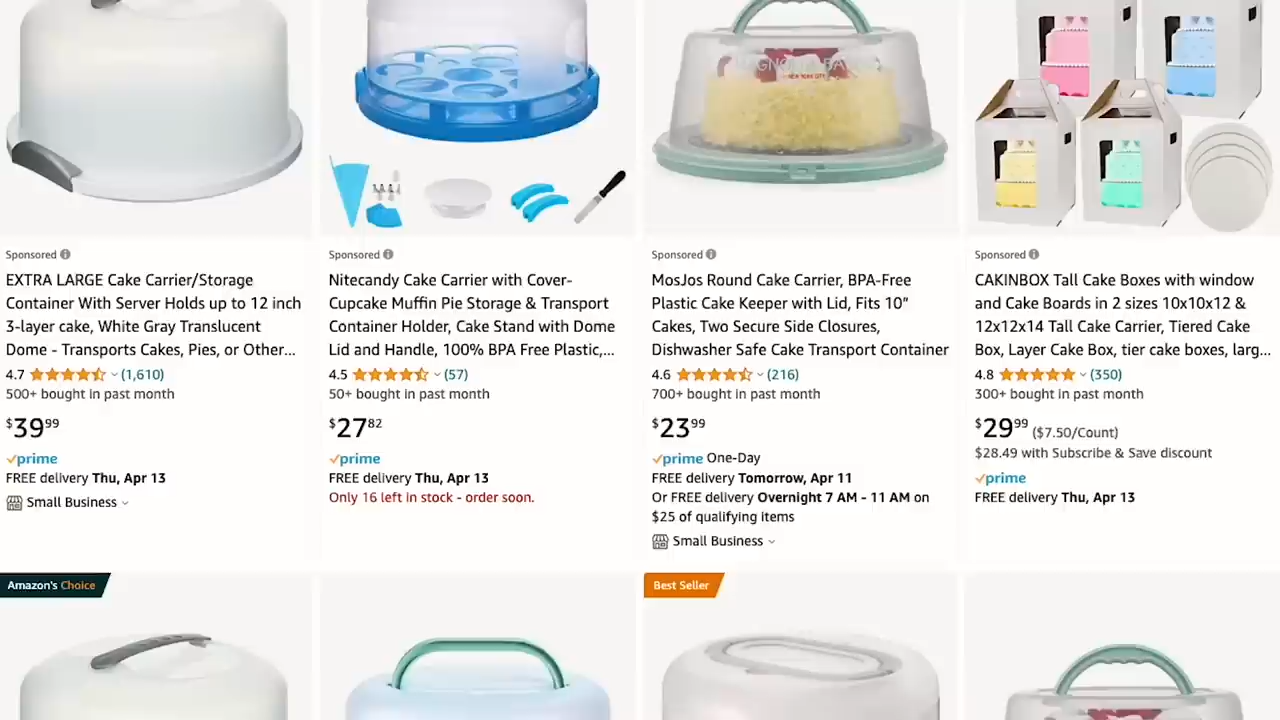 MAGNOLIA BAKERY
NEW YORK CITY
Sponsored
EXTRA LARGE Cake Carrier/Storage
Container With Server Holds up to 12 inch
3-layer cake, White Gray Translucent
Dome - Transports Cakes, Pies, or Other...
4.7 (1,610)
500+ bought in past month
$39.99
prime
FREE delivery Thu, Apr 13
Small Business
Sponsored
Nitecandy Cake Carrier with Cover-
Cupcake Muffin Pie Storage & Transport
Container Holder, Cake Stand with Dome
Lid and Handle, 100% BPA Free Plastic,...
4.5 (57)
50+ bought in past month
$27.82
prime
FREE delivery Thu, Apr 13
Only 16 left in stock - order soon.
Sponsored
MosJos Round Cake Carrier, BPA-Free
Plastic Cake Keeper with Lid, Fits 10”
Cakes, Two Secure Side Closures,
Dishwasher Safe Cake Transport Container
4.6 (216)
700+ bought in past month
$23.99
prime One-Day
FREE delivery Tomorrow, Apr 11
Or FREE delivery Overnight 7 AM - 11 AM on
$25 of qualifying items
Small Business
Sponsored
CAKINBOX Tall Cake Boxes with window
and Cake Boards in 2 sizes 10x10x12 &
12x12x14 Tall Cake Carrier, Tiered Cake
Box, Layer Cake Box, tier cake boxes, larg...
4.8 (350)
300+ bought in past month
$29.99 ($7.50/Count)
$28.49 with Subscribe & Save discount
prime
FREE delivery Thu, Apr 13
Amazon's Choice
Best Seller